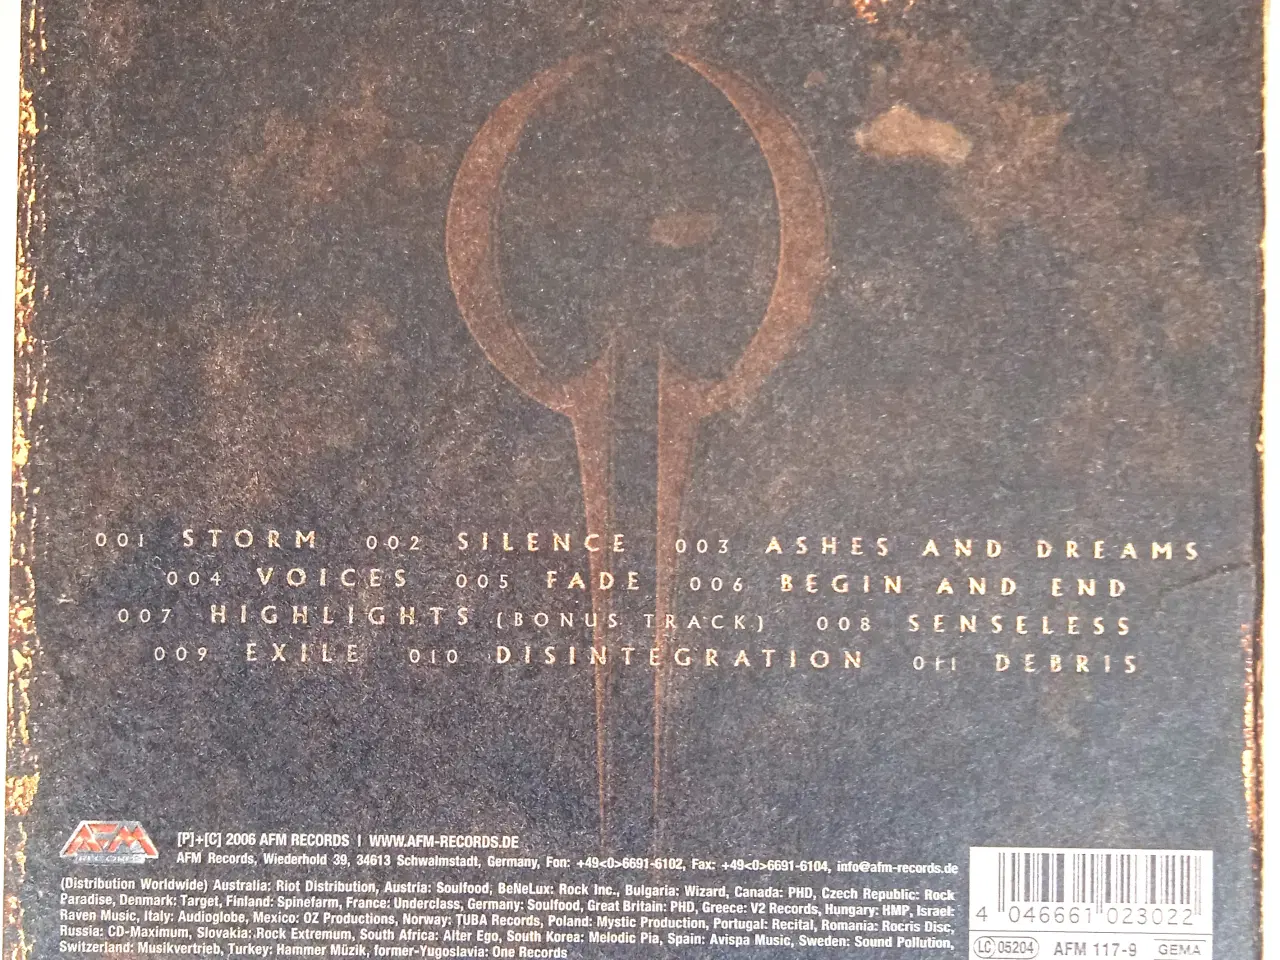 001 STORM 002 SILENCE 003 ASHES AND DREAMS
004 VOICES 005 FADE 006 BEGIN AND END
007 HIGHLIGHTS (BONUS TRACK) 008 SENSELESS
009 EXILE 010 DISINTEGRATION 011 DEBRIS
AFM
RECORDS
[P]+[C] 2006 AFM RECORDS | WWW.AFM-RECORDS.DE
AFM Records, Wiederhold 39, 34613 Schwalmstadt, Germany, Fon: +49<0>6691-6102, Fax: +49<0>6691-6104, info@afm-records.de
(Distribution Worldwide) Australia: Riot Distribution, Austria: Soulfood, BeNeLux: Rock Inc., Bulgaria: Wizard, Canada: PHD, Czech Republic: Rock
Paradise, Denmark: Target, Finland: Spinefarm, France: Underclass, Germany: Soulfood, Great Britain: PHD, Greece: V2 Records, Hungary: HMP, Israel:
Raven Music, Italy: Audioglobe, Mexico: OZ Productions, Norway: TUBA Records, Poland: Mystic Production, Portugal: Recital, Romania: Rocris Disc,
Russia: CD-Maximum, Slovakia: Rock Extremum, South Africa: Alter Ego, South Korea: Melodic Pia, Spain: Avispa Music, Sweden: Sound Pollution,
Switzerland: Musikvertrieb, Turkey: Hammer Müzik, former-Yugoslavia: One Records
4 046661 023022
LC 05204 AFM 117-9 GEMA